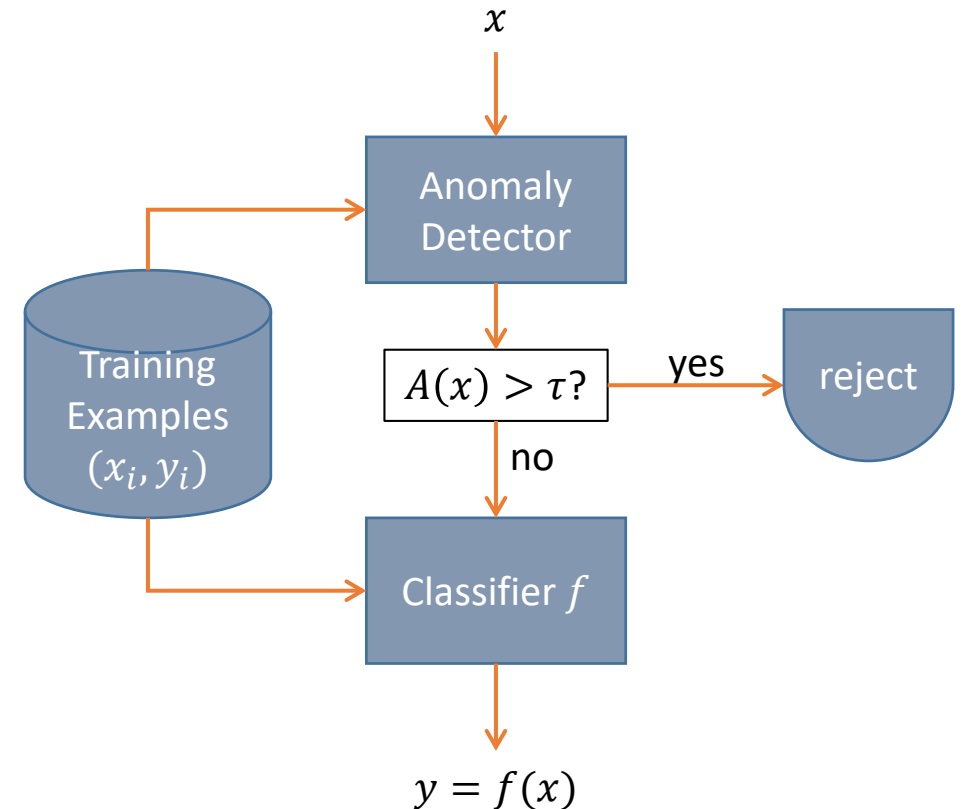 x
Anomaly
Detector
Training
Examples
(x_i, y_i)
A(x) > τ?
yes
reject
no
Classifier f
y = f(x)